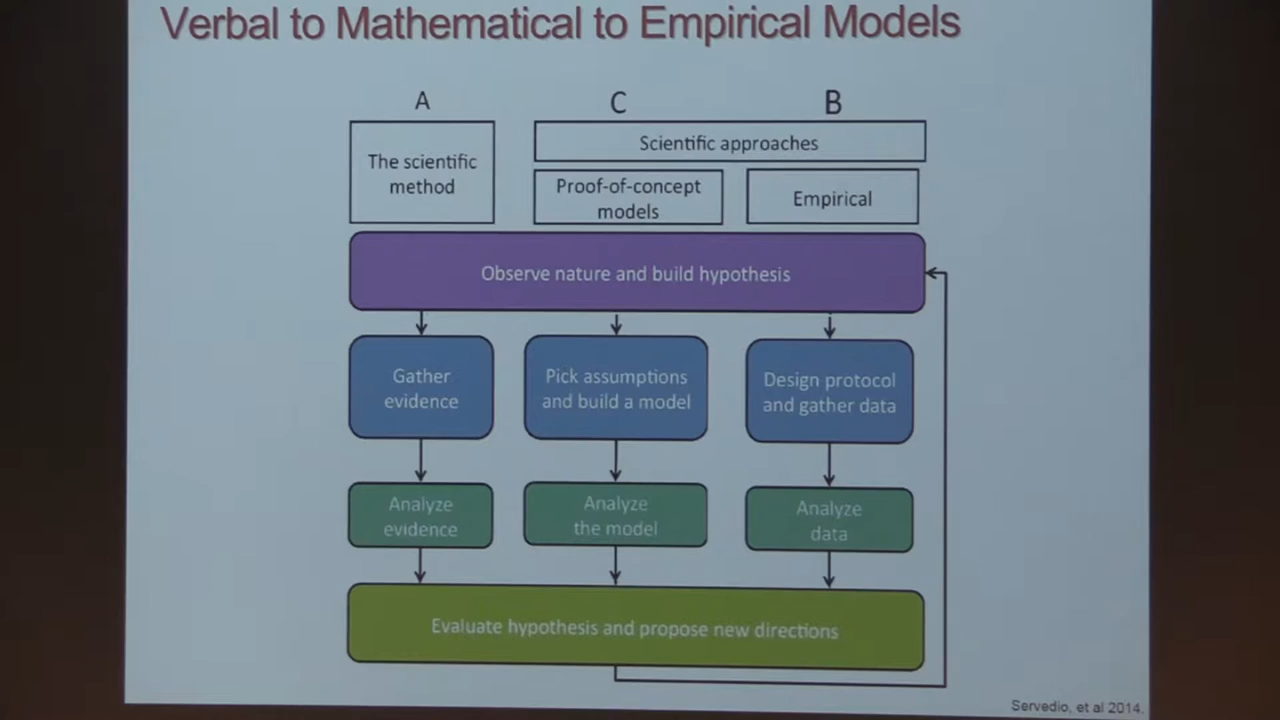 Verbal to Mathematical to Empirical Models
A
C
B
The scientific
method
Scientific approaches
Proof-of-concept
models
Empirical
Observe nature and build hypothesis
Gather
evidence
Pick assumptions
and build a model
Design protocol
and gather data
Analyze
evidence
Analyze
the model
Analyze
data
Evaluate hypothesis and propose new directions
Servedio, et al 2014.